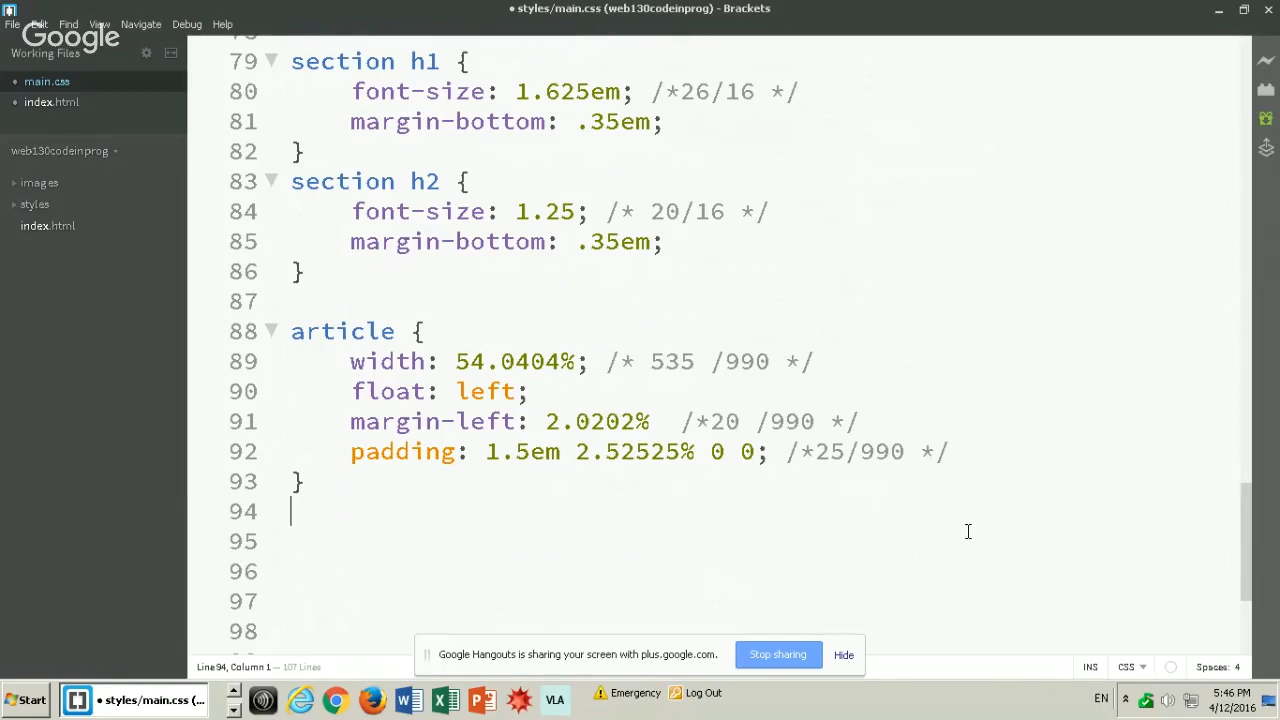 • styles/main.css (web130codeinprog) - Brackets
File Edit Find View Navigate Debug Help
Google
Working Files
main.css
index.html
web130codeinprog
images
styles
index.html
79 section h1 {
80 font-size: 1.625em; /*26/16 */
81 margin-bottom: .35em;
82 }
83 section h2 {
84 font-size: 1.25; /* 20/16 */
85 margin-bottom: .35em;
86 }
87
88 article {
89 width: 54.0404%; /* 535 /990 */
90 float: left;
91 margin-left: 2.0202% /*20 /990 */
92 padding: 1.5em 2.52525% 0 0; /*25/990 */
93 }
94
95
96
97
98
Google Hangouts is sharing your screen with plus.google.com. Stop sharing Hide
Line 94, Column 1 — 107 Lines INS CSS Spaces: 4
Start • styles/main.css (... VLA Emergency Log Out EN 5:46 PM
4/12/2016